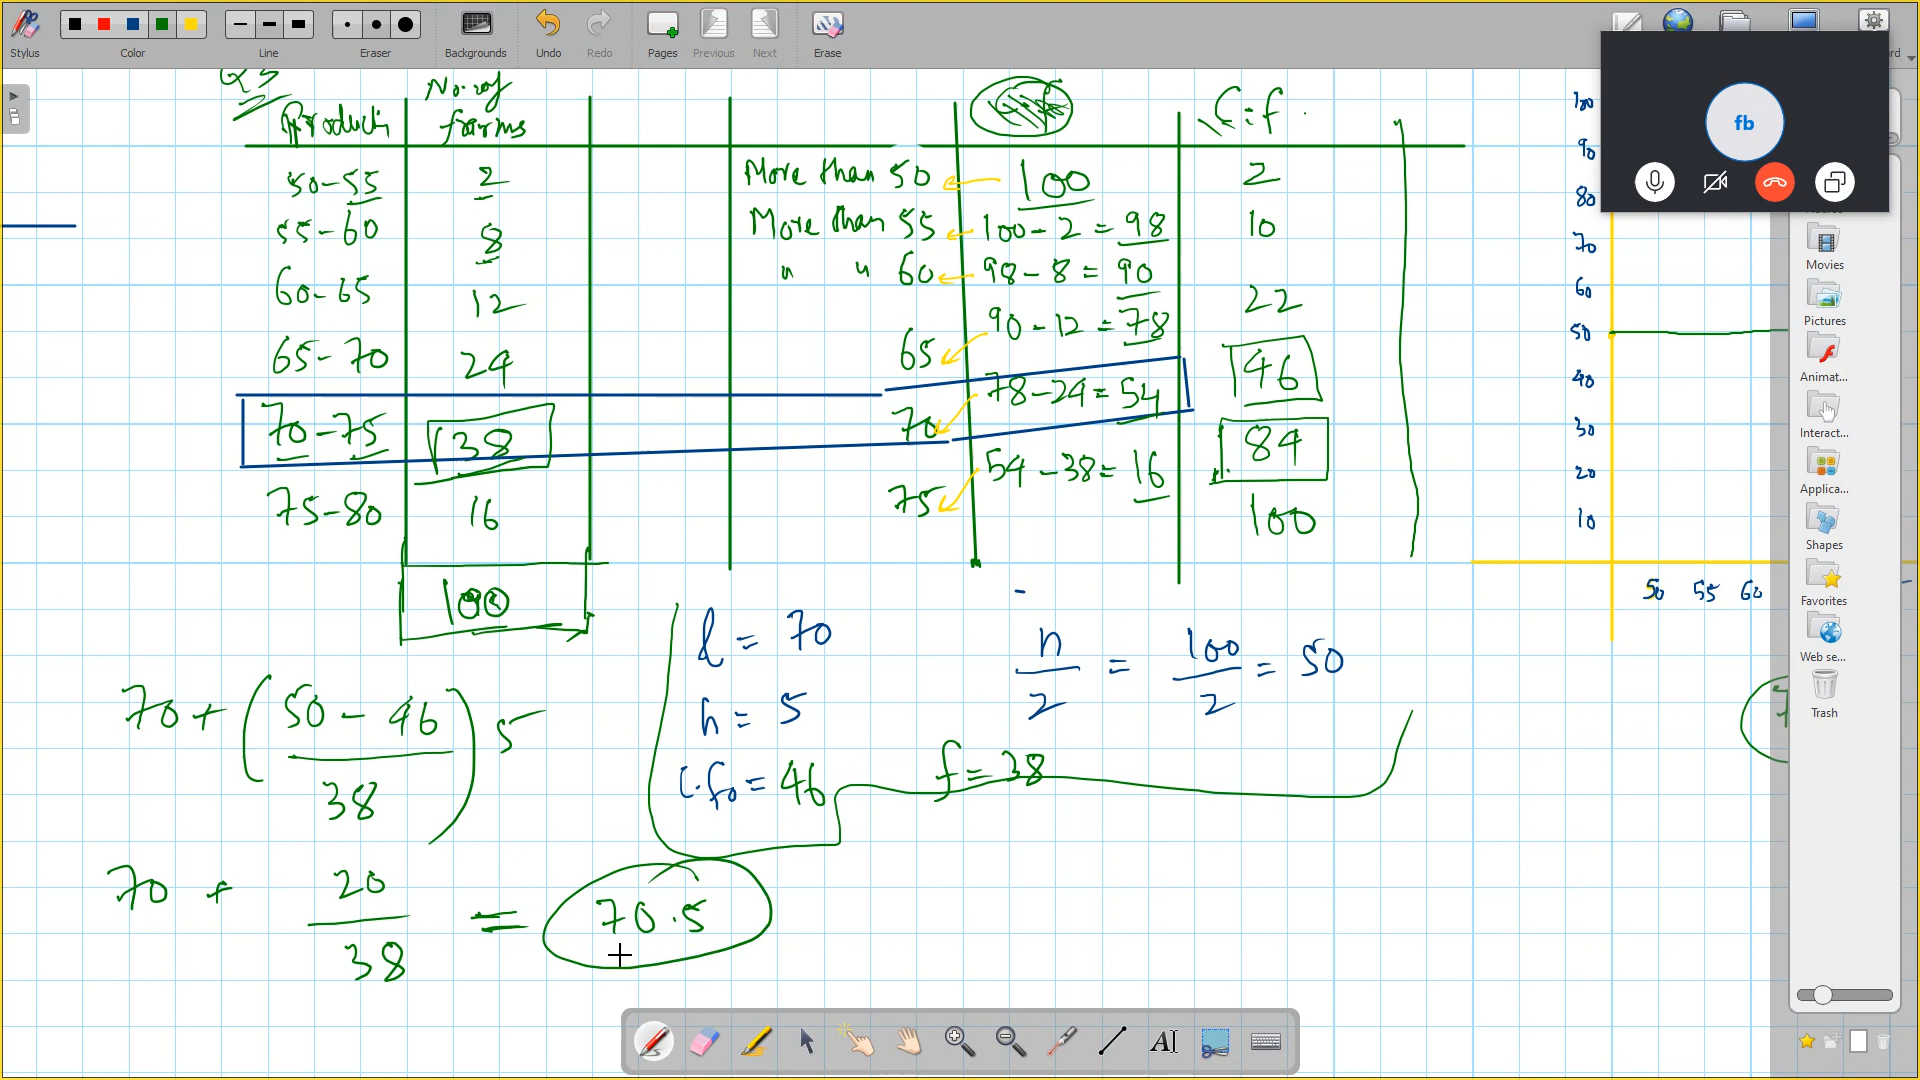 Stylus Color Line Eraser Backgrounds Undo Redo Pages Previous Next Erase
No. of farms
c.f
fb
50-55 2 More than 50 100 2
55-60 8 More than 55 100-2 = 98 10
60-65 12 " " 60 98-8 = 90 22
65-70 24 65 90-12 = 78 46
70-75 38 70 78-24 = 54 84
75-80 16 75 54-38 = 16 100
100
l = 70
h = 5
c.f₀ = 46
n/2 = 100/2 = 50
f = 38
70 + (50-46/38) 5
70 + 20/38 = 70.5
100
90
80
70
60
50
40
30
20
10
50 55 60
Movies
Pictures
Animat...
Interact...
Applica...
Shapes
Favorites
Web se...
Trash